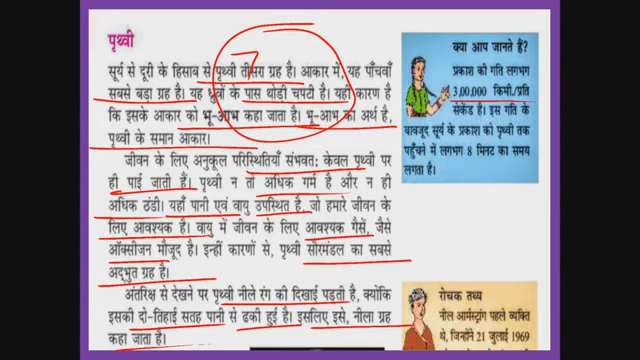 पृथ्वी
सूर्य से दूरी के हिसाब से पृथ्वी तीसरा ग्रह है। आकार में, यह पाँचवाँ
सबसे बड़ा ग्रह है। यह ध्रुवों के पास थोड़ी चपटी है। यही कारण है
कि इसके आकार को भू-आभ कहा जाता है। भू-आभ का अर्थ है,
पृथ्वी के समान आकार।
जीवन के लिए अनुकूल परिस्थितियाँ संभवत: केवल पृथ्वी पर
ही पाई जाती हैं। पृथ्वी न तो अधिक गर्म है और न ही
अधिक ठंडी। यहाँ पानी एवं वायु उपस्थित है, जो हमारे जीवन के
लिए आवश्यक है। वायु में जीवन के लिए आवश्यक गैसें, जैसे
ऑक्सीजन मौजूद है। इन्हीं कारणों से, पृथ्वी सौरमंडल का सबसे
अद्भुत ग्रह है।
अंतरिक्ष से देखने पर पृथ्वी नीले रंग की दिखाई पड़ती है, क्योंकि
इसकी दो-तिहाई सतह पानी से ढकी हुई है। इसलिए इसे, नीला ग्रह
कहा जाता है।
क्या आप जानते हैं?
प्रकाश की गति लगभग
3,00,000 किमी/प्रति
सेकेंड है। इस गति के
बावजूद सूर्य के प्रकाश को पृथ्वी तक
पहुँचने में लगभग 8 मिनट का समय
लगता है।
रोचक तथ्य
नील आर्मस्ट्रांग पहले व्यक्ति
थे, जिन्होंने 21 जुलाई 1969